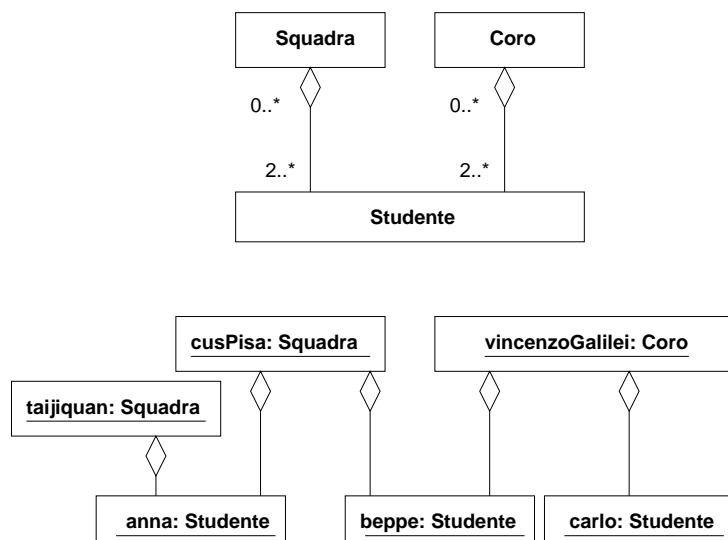 Squadra
Coro
0..*
0..*
2..*
2..*
Studente
cusPisa: Squadra
vincenzoGalilei: Coro
taijiquan: Squadra
anna: Studente
beppe: Studente
carlo: Studente